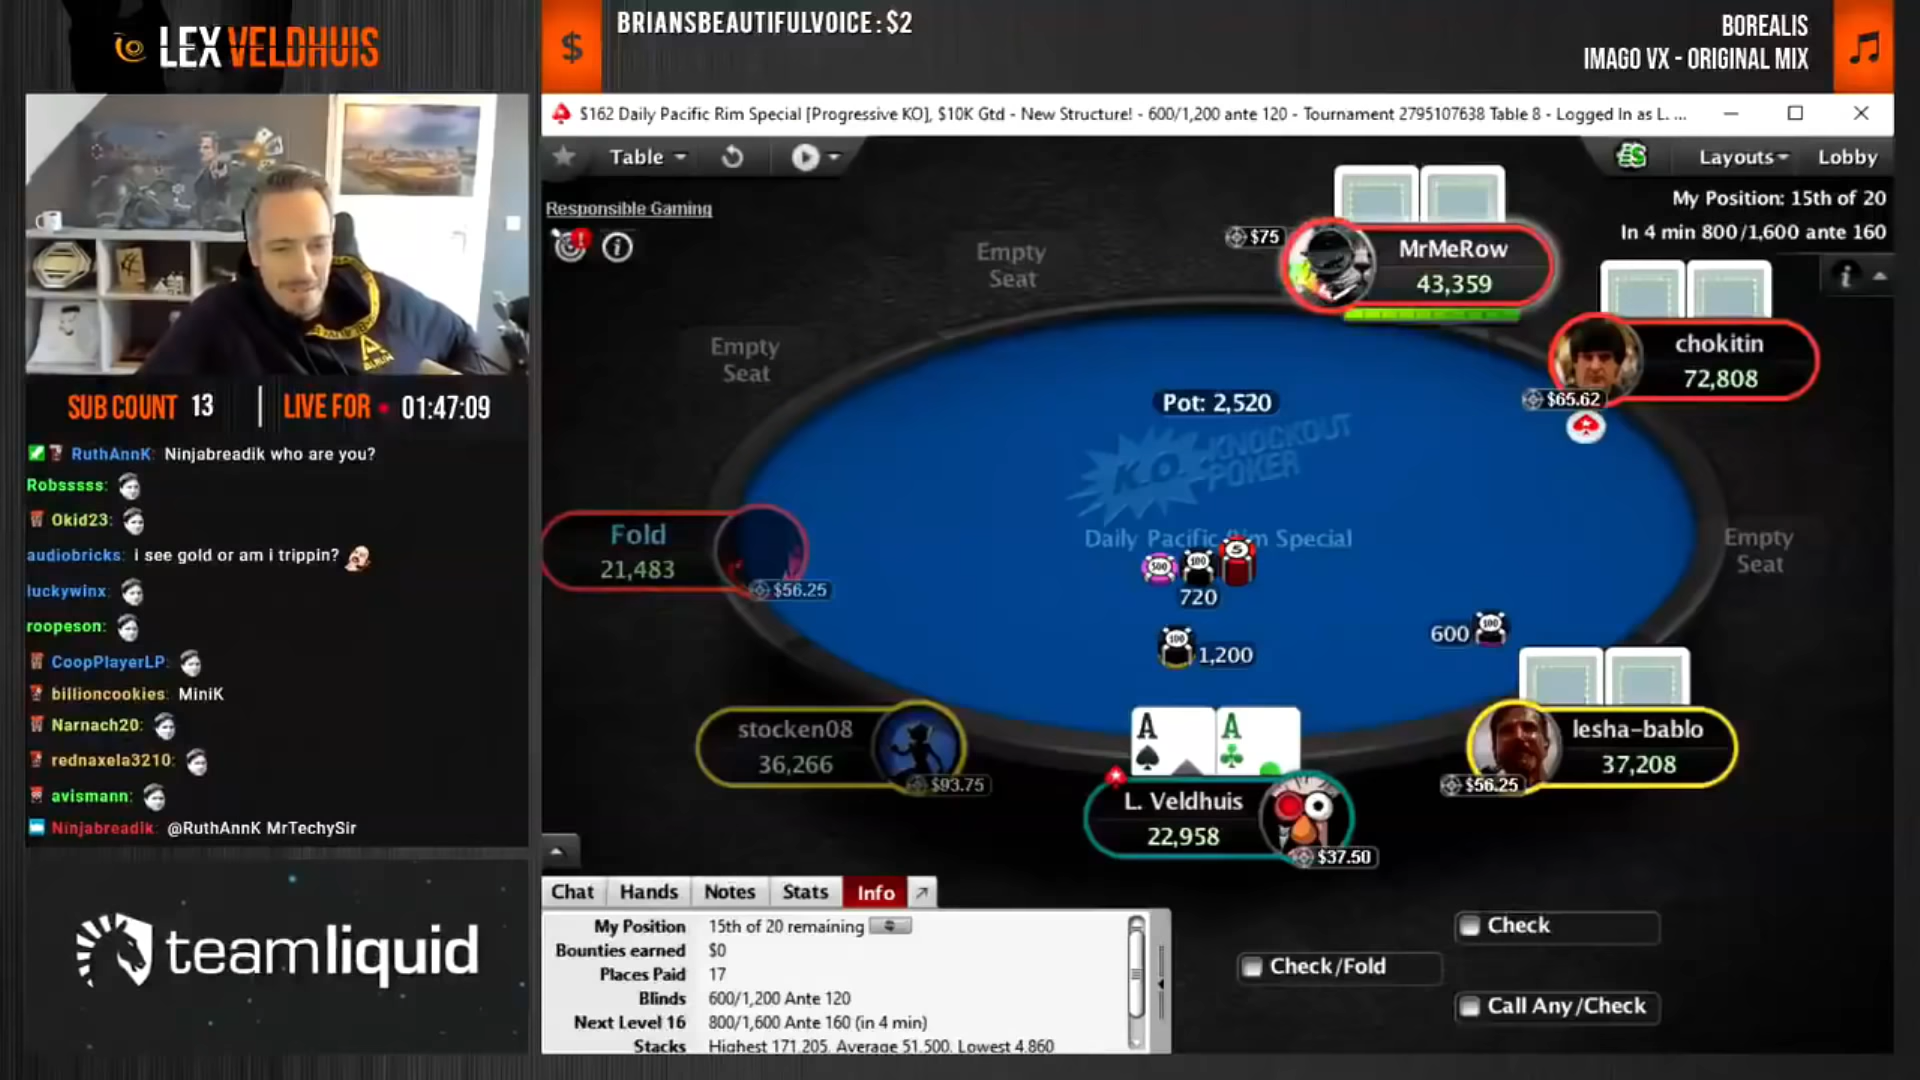 LEX VELDHUIS
$
BRIANSBEAUTIFULVOICE : $2
BOREALIS
IMAGO VX - ORIGINAL MIX
$162 Daily Pacific Rim Special [Progressive KO], $10K Gtd - New Structure! - 600/1,200 ante 120 - Tournament 2795107638 Table 8 - Logged In as L. ...
Table
Layouts
Lobby
Responsible Gaming
My Position: 15th of 20
In 4 min 800/1,600 ante 160
Empty
Seat
$75
MrMeRow
43,359
Empty
Seat
chokitin
72,808
$65.62
Pot: 2,520
K.O. KNOCKOUT
POKER
Daily Pacific Rim Special
Fold
21,483
$56.25
Empty
Seat
500
100
5
720
100
1,200
600
100
stocken08
36,266
$93.75
A
A
L. Veldhuis
22,958
$37.50
lesha-bablo
37,208
$56.25
SUB COUNT 13
LIVE FOR 01:47:09
RuthAnnK: Ninjabreadik who are you?
Robsssss:
Okid23:
audiobricks: i see gold or am i trippin?
luckywinx:
roopeson:
CoopPlayerLP:
billioncookies: MiniK
Narnach20:
rednaxela3210:
avismann:
Ninjabreadik: @RuthAnnK MrTechySir
teamliquid
Chat
Hands
Notes
Stats
Info
My Position 15th of 20 remaining
Bounties earned $0
Places Paid 17
Blinds 600/1,200 Ante 120
Next Level 16 800/1,600 Ante 160 (in 4 min)
Stacks Highest 171,205, Average 51,500, Lowest 4,860
Check/Fold
Check
Call Any/Check